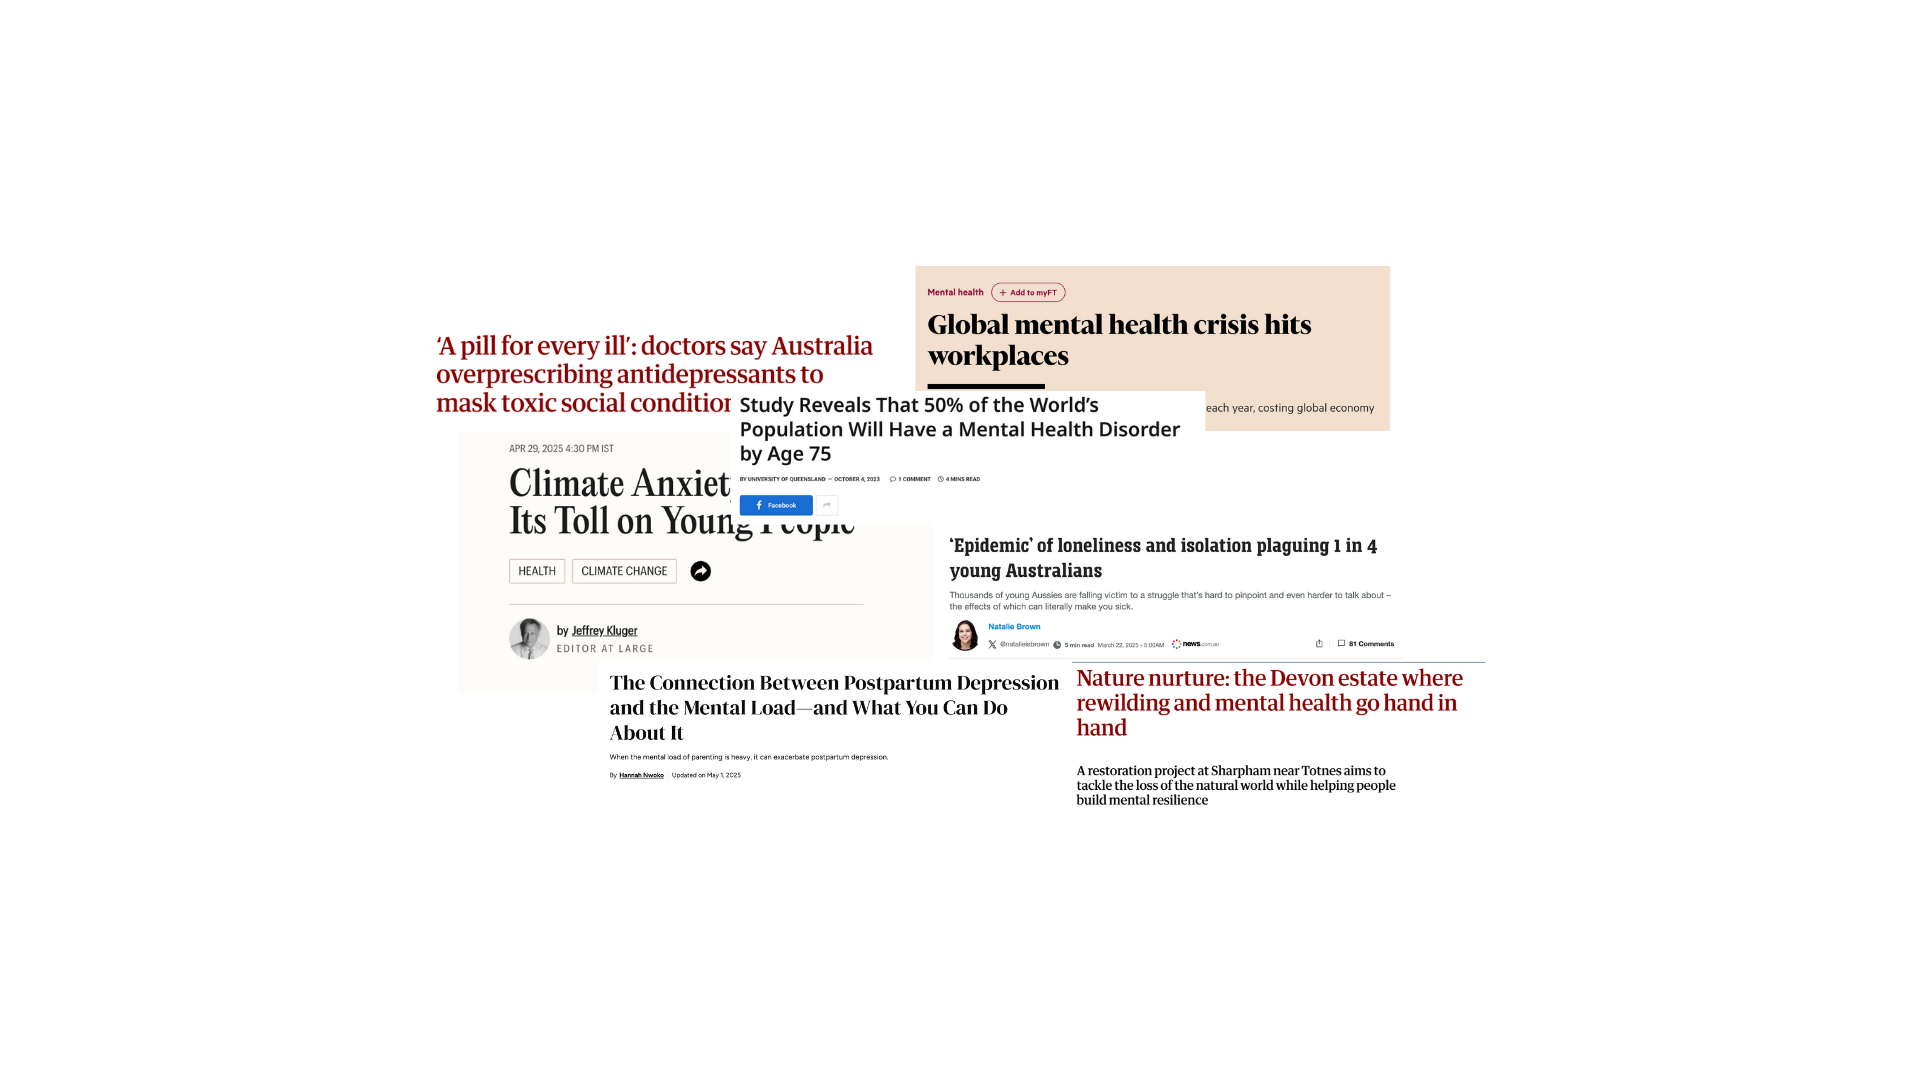 Mental health
+ Add to myFT
Global mental health crisis hits
workplaces
each year, costing global economy
‘A pill for every ill’: doctors say Australia
overprescribing antidepressants to
mask toxic social condition
Study Reveals That 50% of the World’s
Population Will Have a Mental Health Disorder
by Age 75
BY UNIVERSITY OF QUEENSLAND — OCTOBER 4, 2023 1 COMMENT 4 MINS READ
Facebook
APR 29, 2025 4:30 PM IST
Climate Anxiet
Its Toll on Young People
HEALTH
CLIMATE CHANGE
by Jeffrey Kluger
EDITOR AT LARGE
‘Epidemic’ of loneliness and isolation plaguing 1 in 4
young Australians
Thousands of young Aussies are falling victim to a struggle that’s hard to pinpoint and even harder to talk about –
the effects of which can literally make you sick.
Natalie Brown
@natalieisbrown 5 min read March 22, 2025 - 5:00AM news.com.au 81 Comments
The Connection Between Postpartum Depression
and the Mental Load—and What You Can Do
About It
When the mental load of parenting is heavy, it can exacerbate postpartum depression.
By Hannah Nwoko Updated on May 1, 2025
Nature nurture: the Devon estate where
rewilding and mental health go hand in
hand
A restoration project at Sharpham near Totnes aims to
tackle the loss of the natural world while helping people
build mental resilience